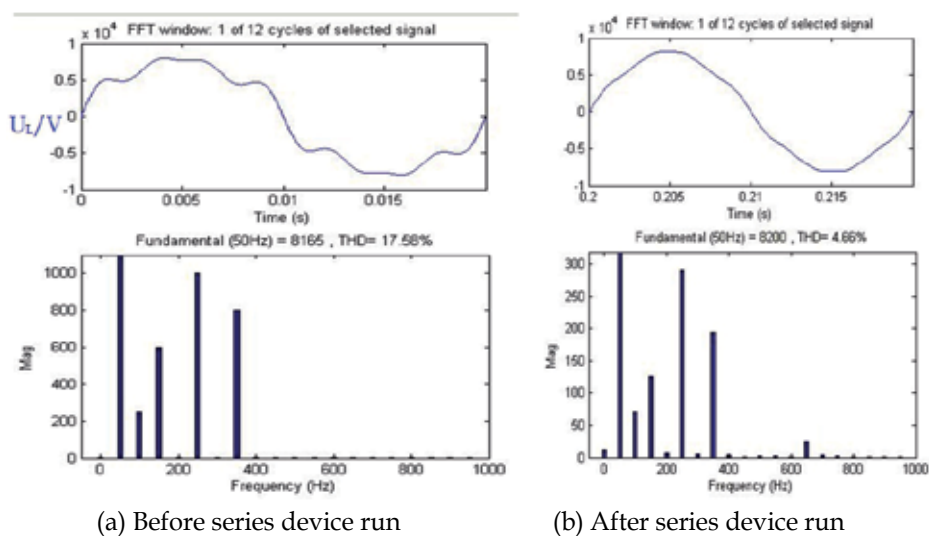 FFT window: 1 of 12 cycles of selected signal
x 10^4
1
0.5
0
-0.5
-1
U_L/V
0 0.005 0.01 0.015
Time (s)
Fundamental (50Hz) = 8165 , THD= 17.58%
1000
800
600
400
200
0
Mag
0 200 400 600 800 1000
Frequency (Hz)
(a) Before series device run
FFT window: 1 of 12 cycles of selected signal
x 10^4
1
0.5
0
-0.5
-1
0.2 0.205 0.21 0.215
Time (s)
Fundamental (50Hz) = 8200 , THD= 4.66%
300
250
200
150
100
50
0
Mag
0 200 400 600 800 1000
Frequency (Hz)
(b) After series device run